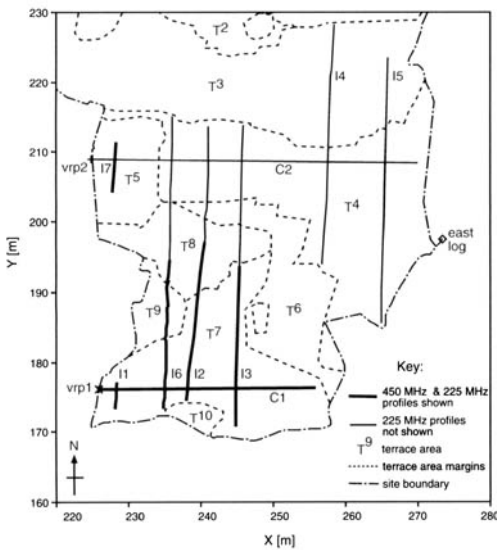 230
T2
220
T3
I4
I5
210
vrp2
I7
T5
C2
200
T8
T4
east
log
Y [m]
190
T9
T7
T6
Key:
180
I1
I6
I2
I3
vrp1
C1
450 MHz & 225 MHz
profiles shown
225 MHz profiles
not shown
T9 terrace area
terrace area margins
site boundary
170
T10
N
160
220 230 240 250 260 270 280
X [m]